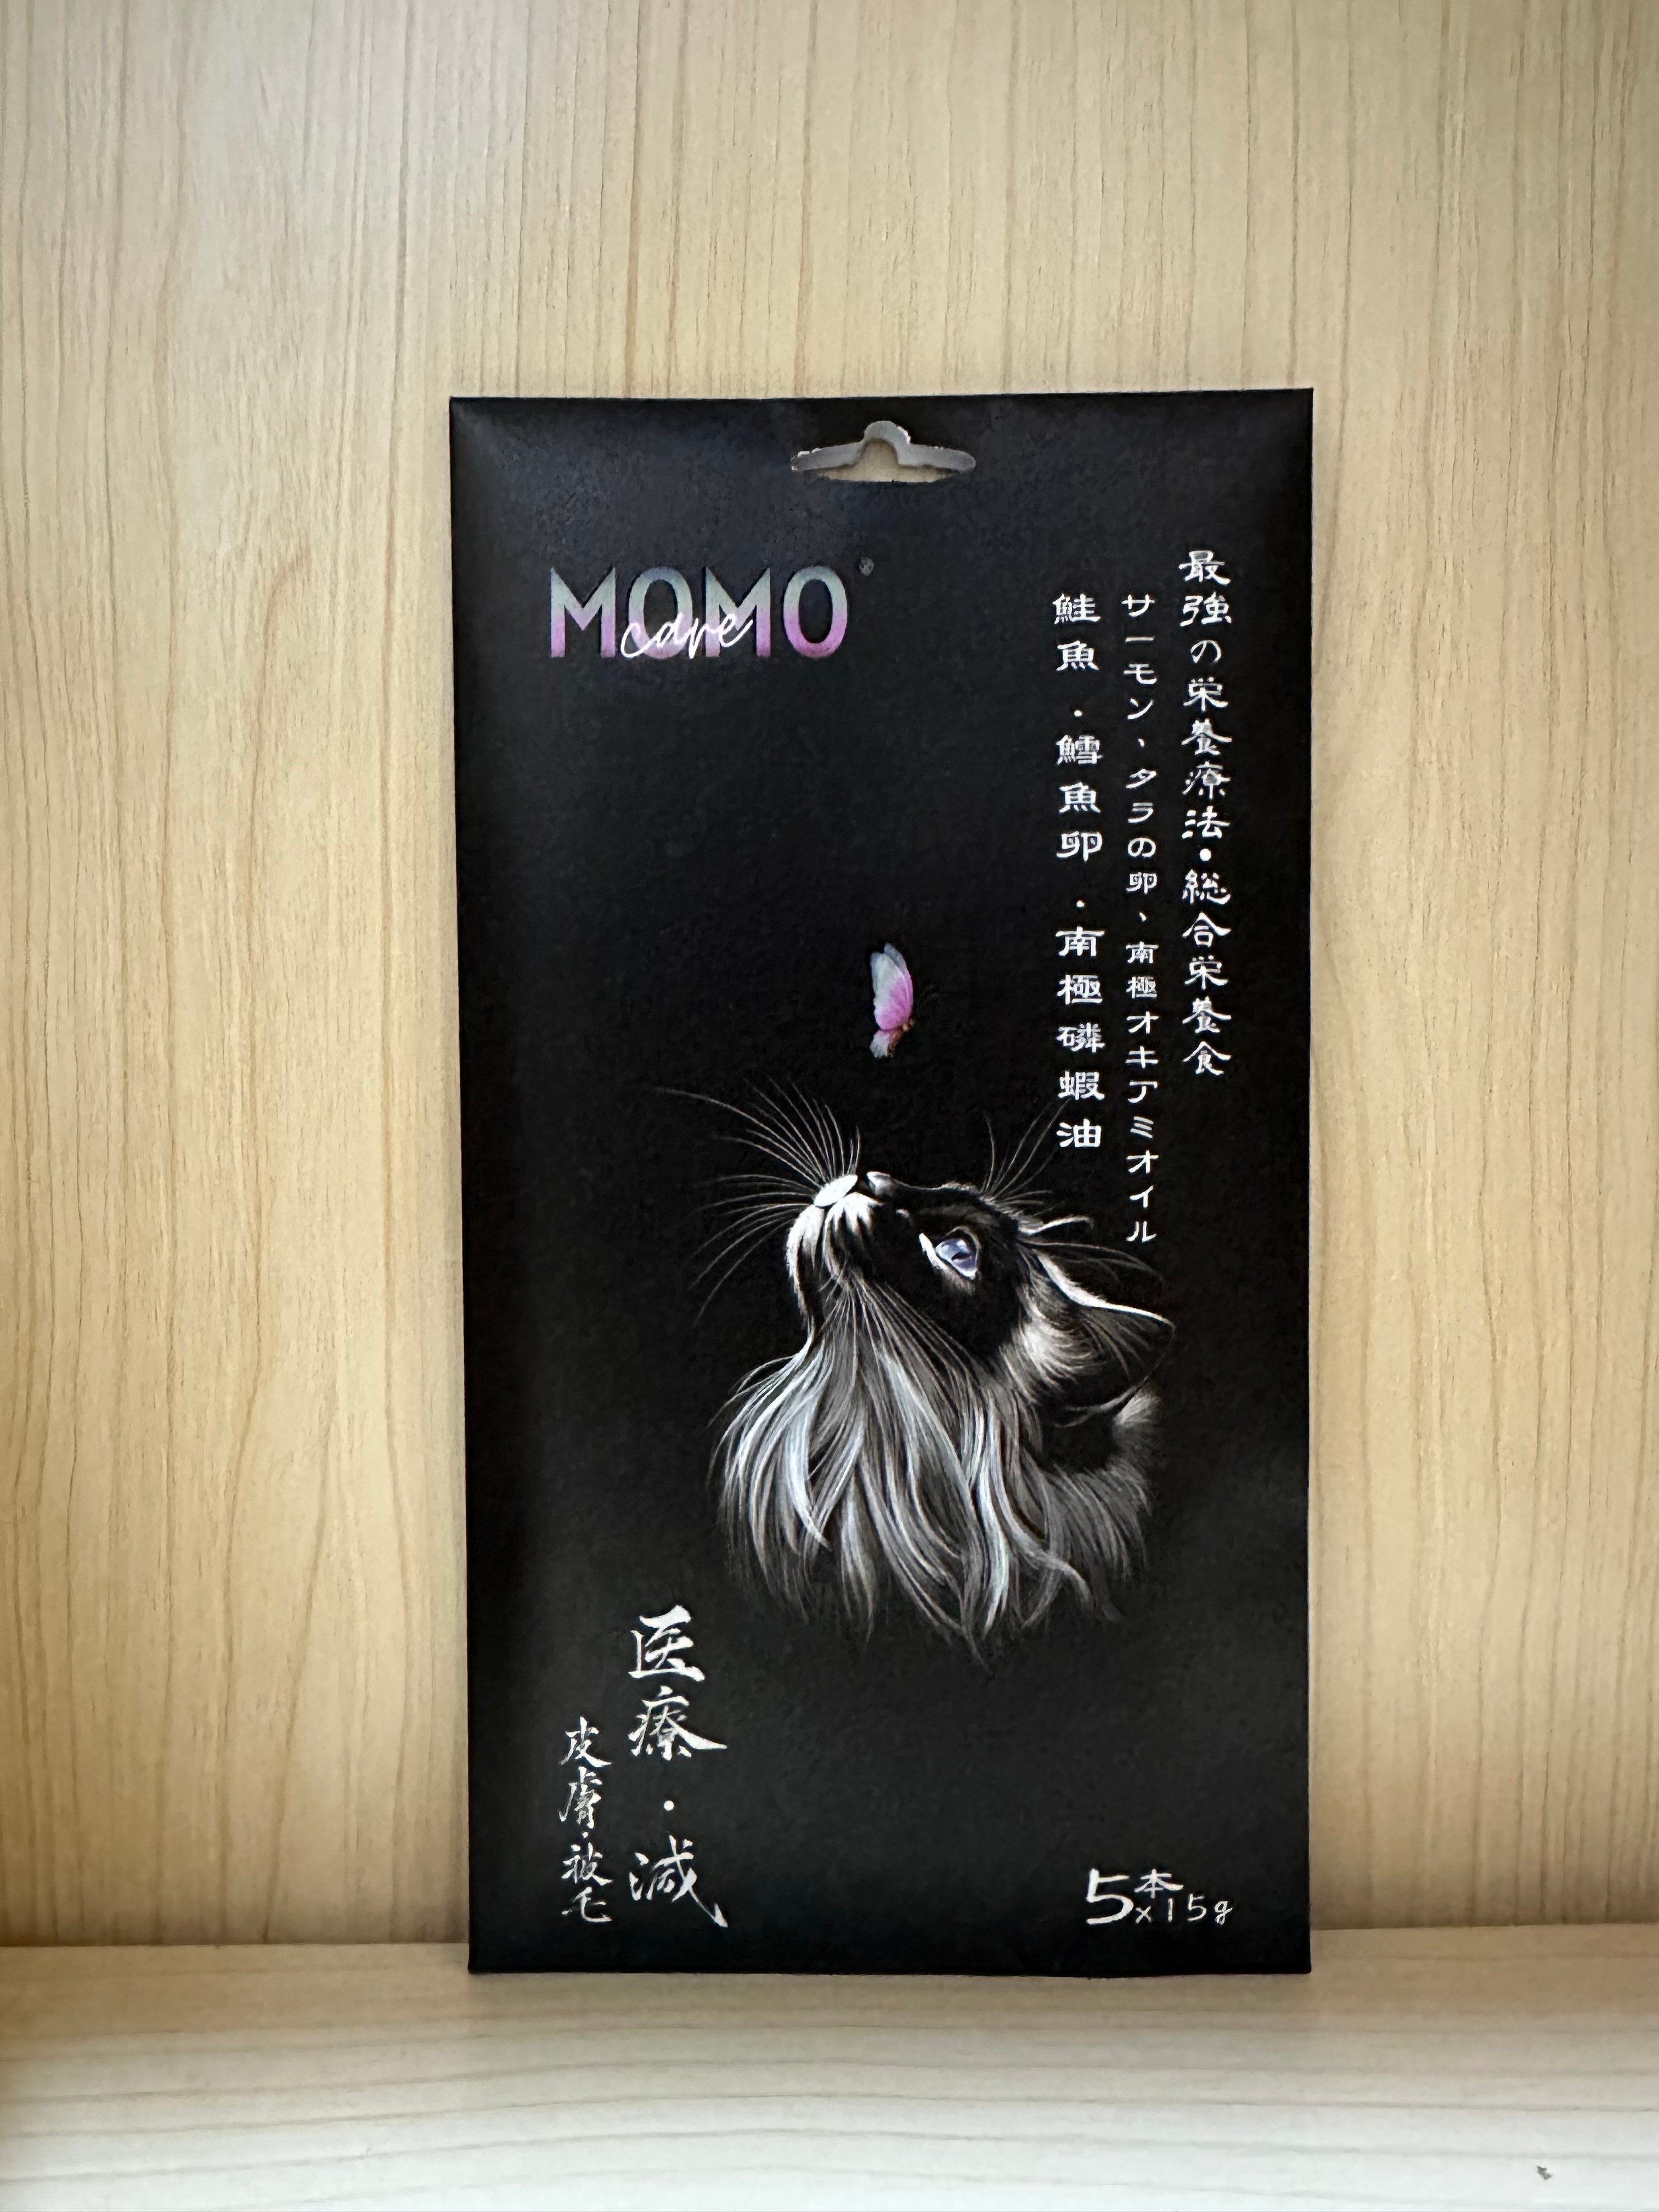 MOMO®
care
最強の栄養療法・総合栄養食
サーモン、タラの卵、南極オキアミオイル
鮭魚．鱈魚卵．南極磷蝦油
医療・減
皮膚・被毛
5本x15g